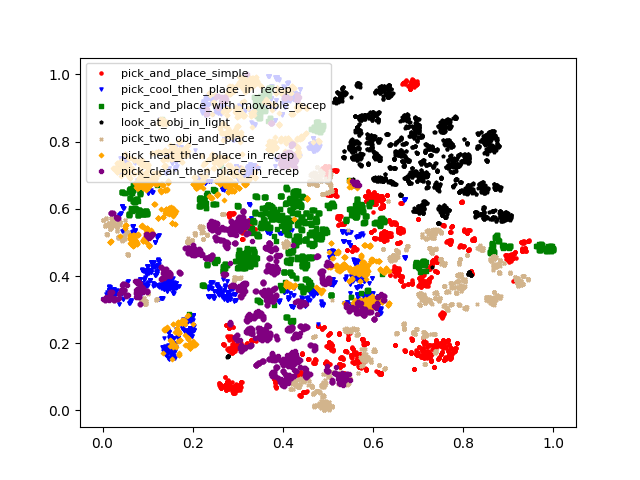 1.0
0.8
0.6
0.4
0.2
0.0
pick_and_place_simple
pick_cool_then_place_in_recep
pick_and_place_with_movable_recep
look_at_obj_in_light
pick_two_obj_and_place
pick_heat_then_place_in_recep
pick_clean_then_place_in_recep
0.0 0.2 0.4 0.6 0.8 1.0